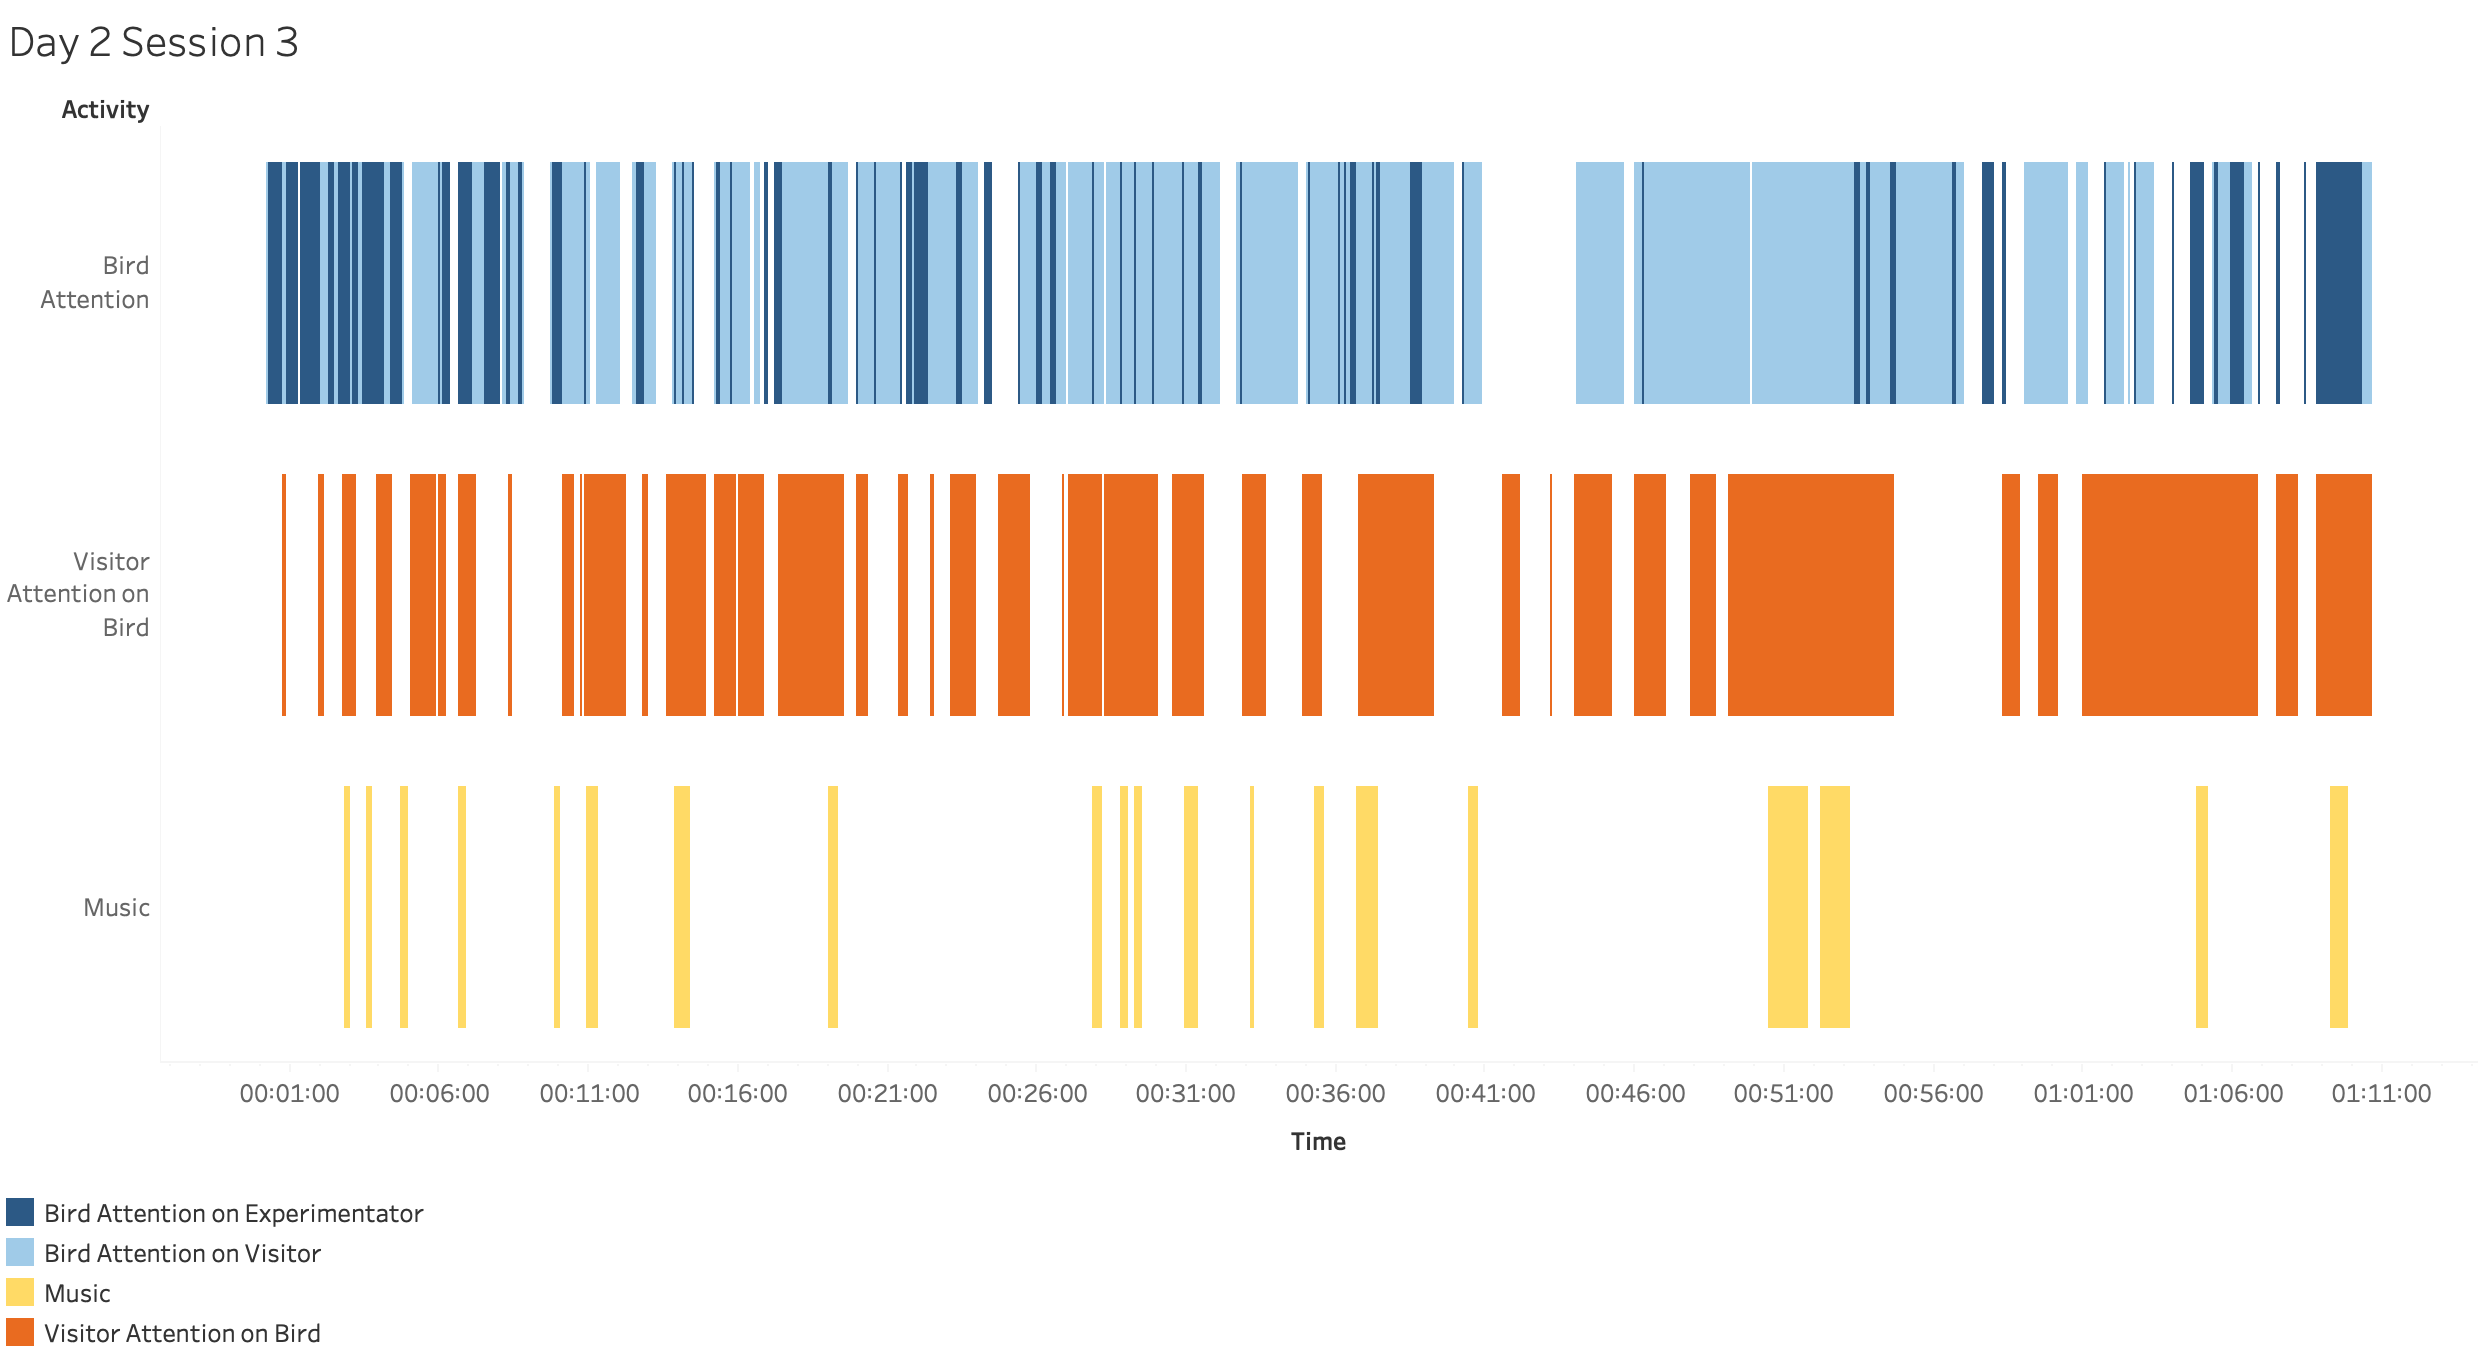 Day 2 Session 3
Activity
Bird
Attention
Visitor
Attention on
Bird
Music
00:01:00 00:06:00 00:11:00 00:16:00 00:21:00 00:26:00 00:31:00 00:36:00 00:41:00 00:46:00 00:51:00 00:56:00 01:01:00 01:06:00 01:11:00
Time
Bird Attention on Experimentator
Bird Attention on Visitor
Music
Visitor Attention on Bird